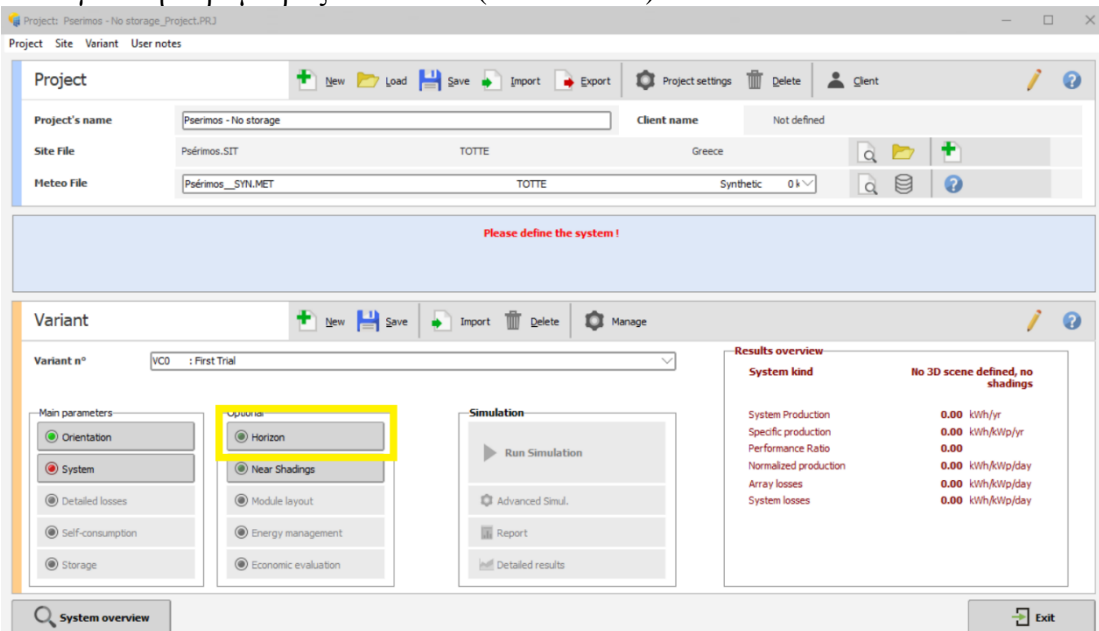 Project: Pserimos - No storage_Project.PRJ
Project Site Variant User notes
Project New Load Save Import Export Project settings Delete Client
Project's name Pserimos - No storage Client name Not defined
Site File Psérimos.SIT TOTTE Greece
Meteo File Psérimos__SYN.MET TOTTE Synthetic 0 k
Please define the system !
Variant New Save Import Delete Manage
Variant n° VC0 : First Trial
Results overview
System kind No 3D scene defined, no shadings
Main parameters Optional Simulation
Orientation Horizon Run Simulation
System Near Shadings
Detailed losses Module layout Advanced Simul.
Self-consumption Energy management Report
Storage Economic evaluation Detailed results
System Production 0.00 kWh/yr
Specific production 0.00 kWh/kWp/yr
Performance Ratio 0.00
Normalized production 0.00 kWh/kWp/day
Array losses 0.00 kWh/kWp/day
System losses 0.00 kWh/kWp/day
System overview Exit